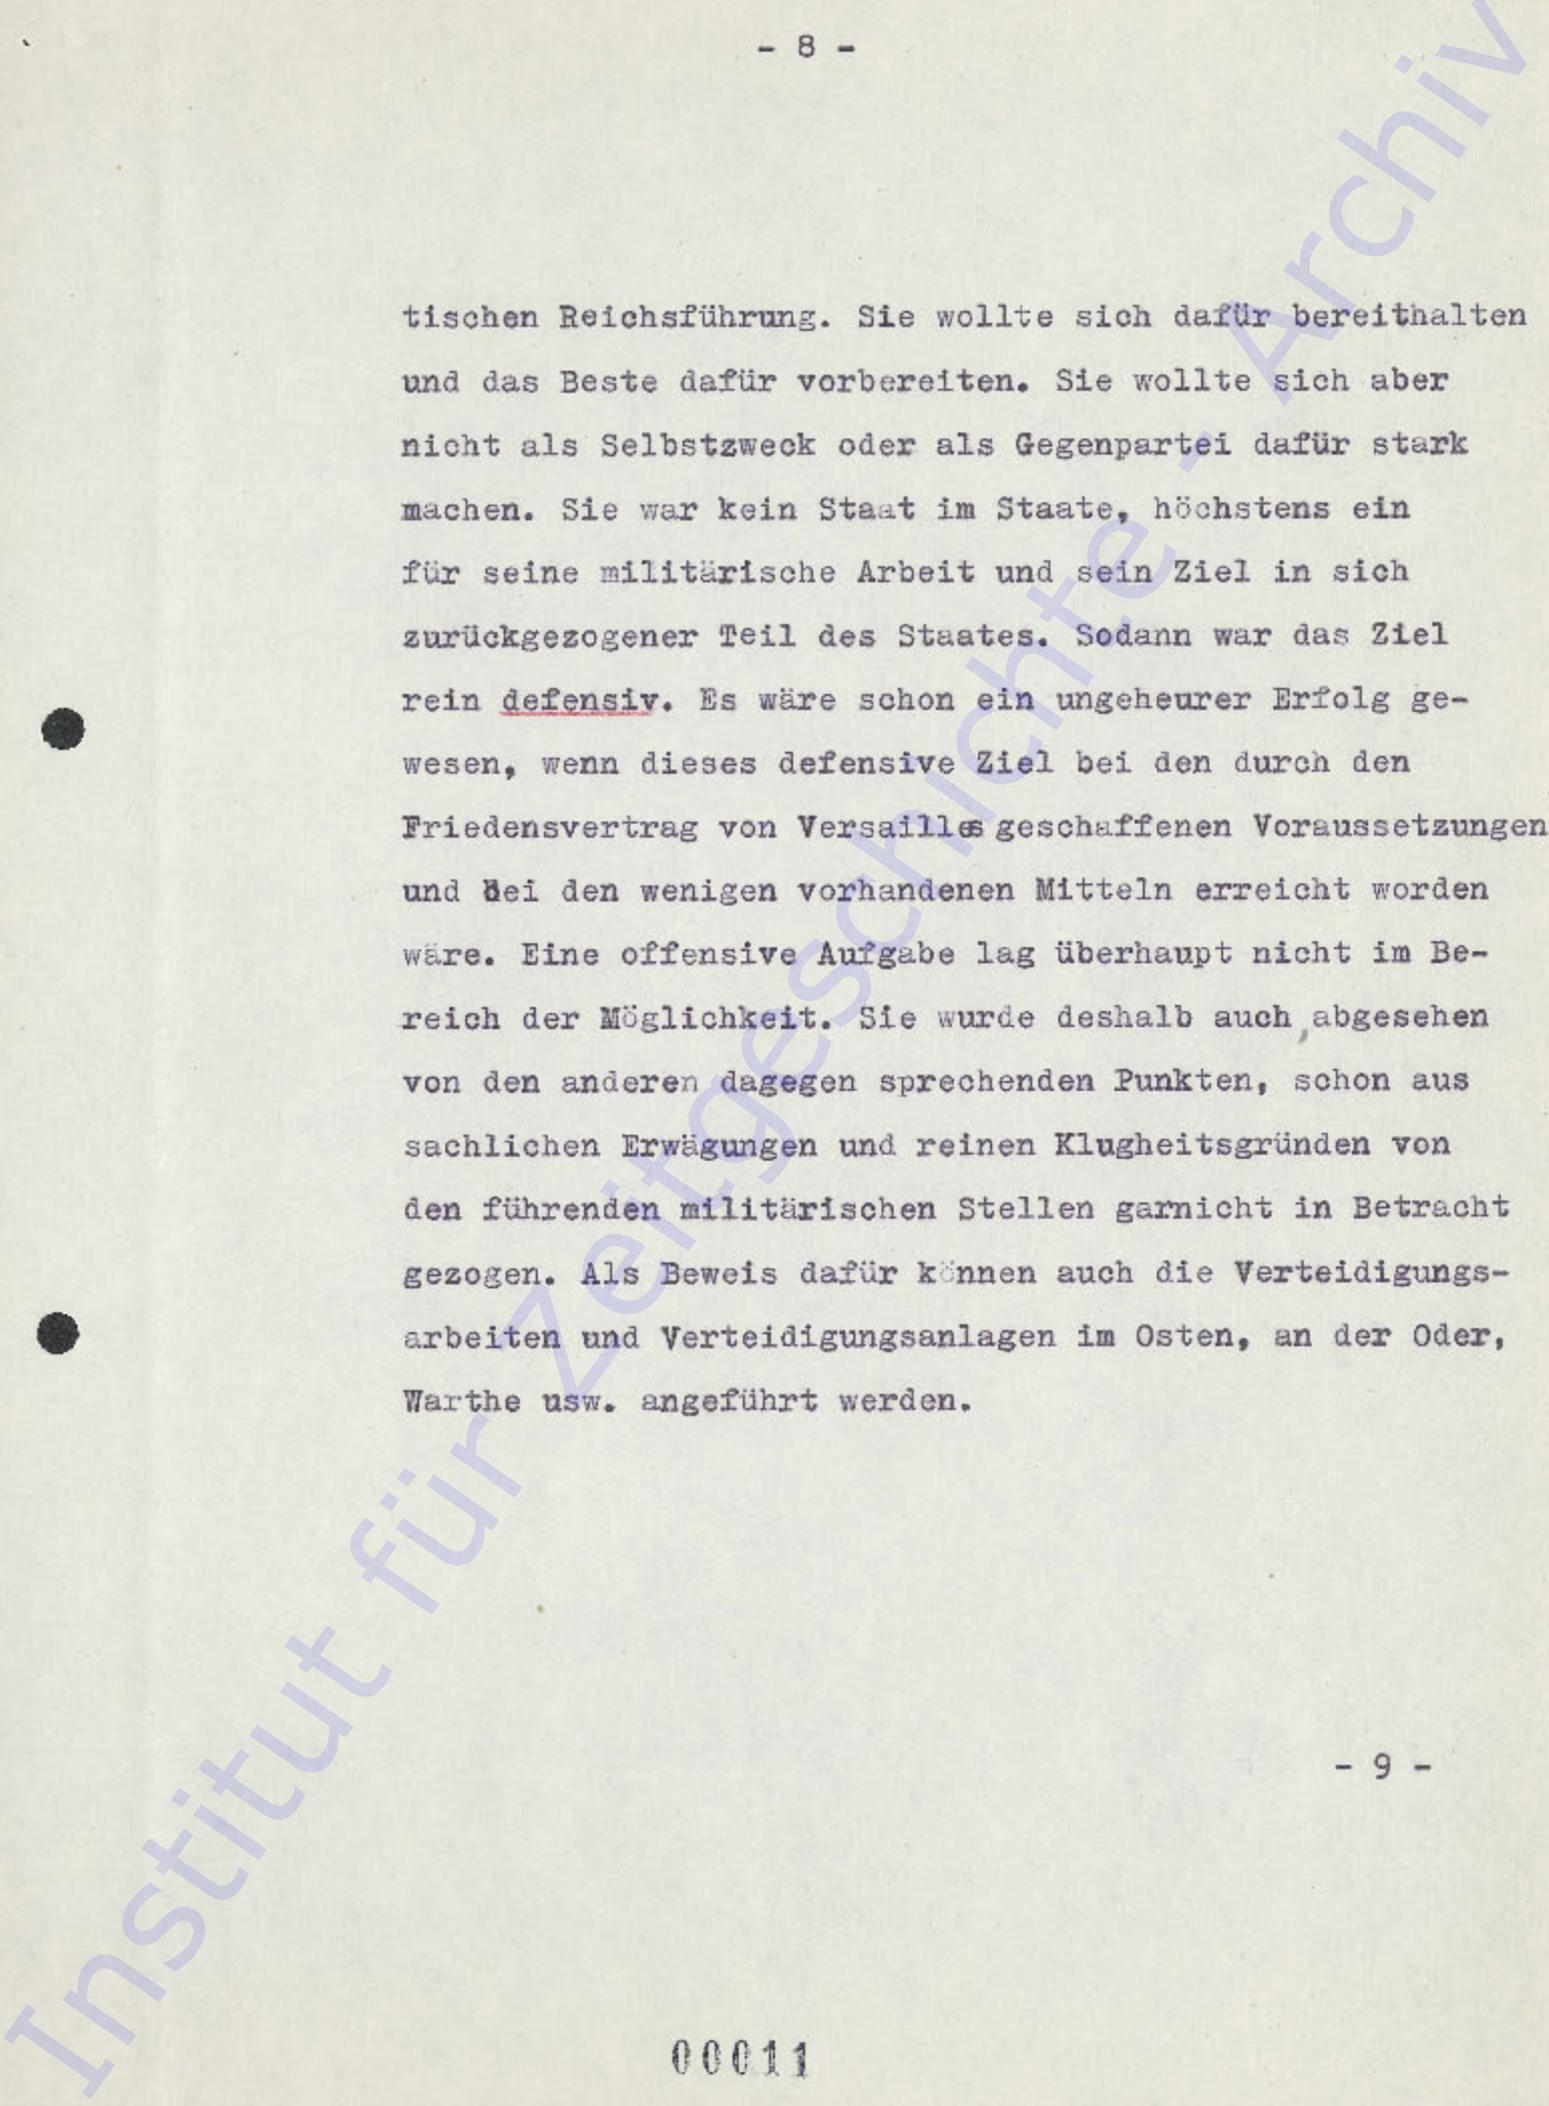 - 8 -
tischen Reichsführung. Sie wollte sich dafür bereithalten
und das Beste dafür vorbereiten. Sie wollte sich aber
nicht als Selbstzweck oder als Gegenpartei dafür stark
machen. Sie war kein Staat im Staate, höchstens ein
für seine militärische Arbeit und sein Ziel in sich
zurückgezogener Teil des Staates. Sodann war das Ziel
rein defensiv. Es wäre schon ein ungeheurer Erfolg ge-
wesen, wenn dieses defensive Ziel bei den durch den
Friedensvertrag von Versailles geschaffenen Voraussetzungen
und bei den wenigen vorhandenen Mitteln erreicht worden
wäre. Eine offensive Aufgabe lag überhaupt nicht im Be-
reich der Möglichkeit. Sie wurde deshalb auch, abgesehen
von den anderen dagegen sprechenden Punkten, schon aus
sachlichen Erwägungen und reinen Klugheitsgründen von
den führenden militärischen Stellen garnicht in Betracht
gezogen. Als Beweis dafür können auch die Verteidigungs-
arbeiten und Verteidigungsanlagen im Osten, an der Oder,
Warthe usw. angeführt werden.
- 9 -
00011
Institut für Zeitgeschichte - Archiv